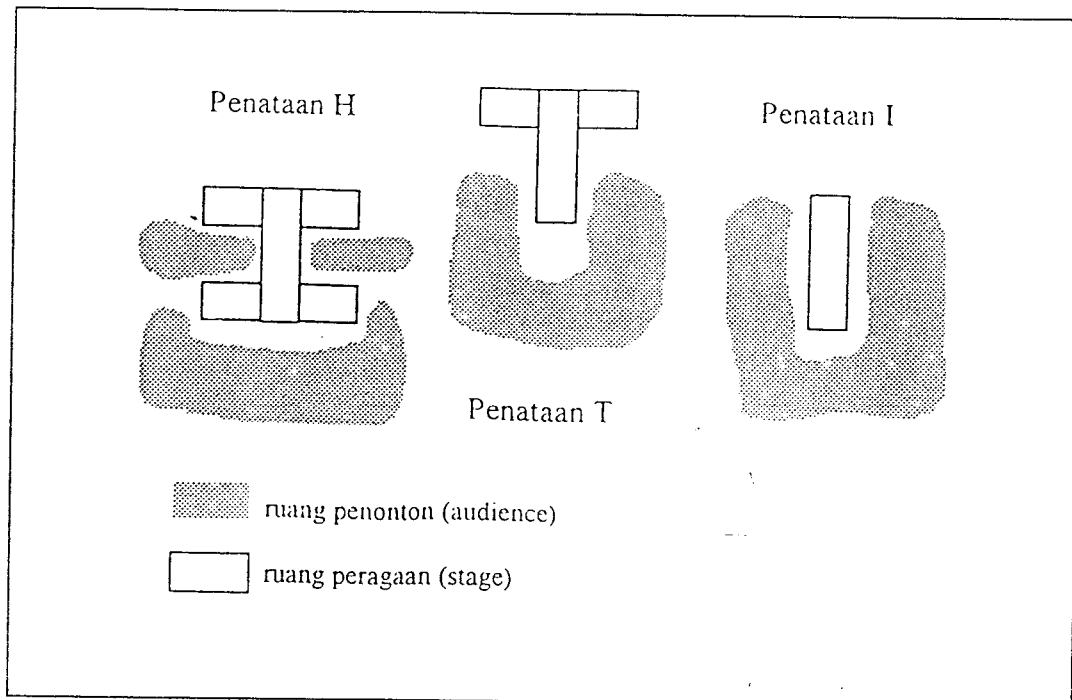 Penataan H
Penataan I
Penataan T
ruang penonton (audience)
ruang peragaan (stage)